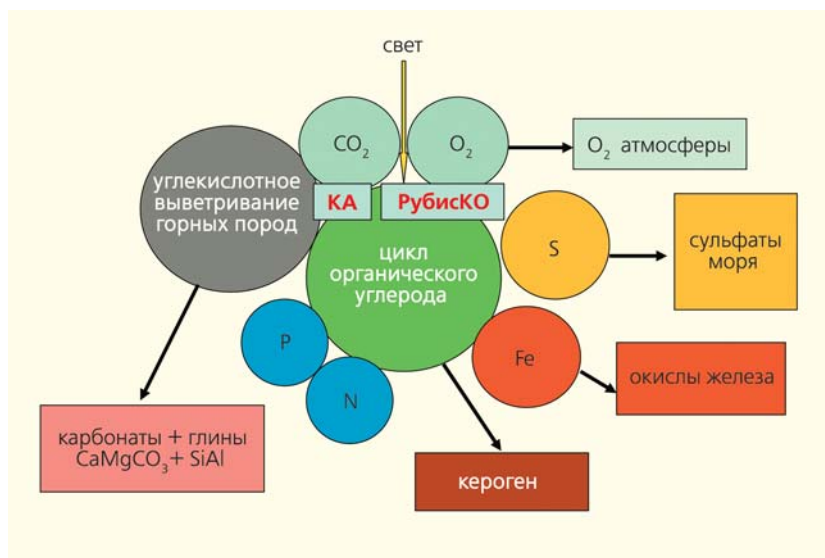 свет
CO₂
O₂
O₂ атмосферы
углекислотное
выветривание
горных пород
КА
РубисКО
S
сульфаты
моря
цикл
органического
углерода
P
Fe
окислы железа
N
карбонаты + глины
CaMgCO₃+ SiAl
кероген